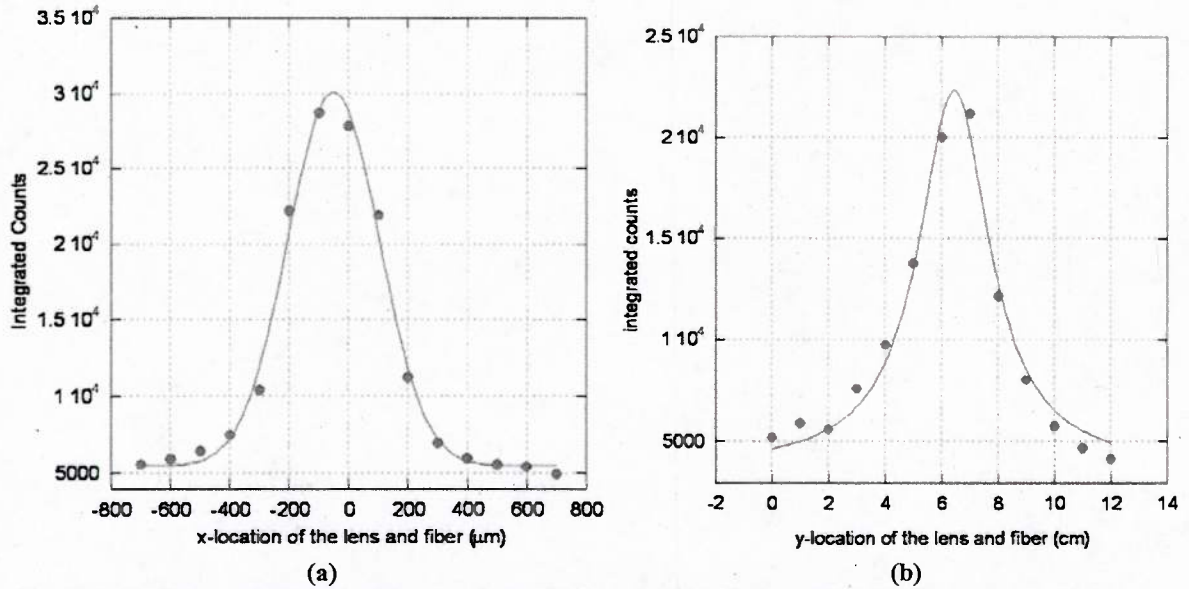 3.5 10⁴
3 10⁴
2.5 10⁴
2 10⁴
1.5 10⁴
1 10⁴
5000
Integrated Counts
-800 -600 -400 -200 0 200 400 600 800
x-location of the lens and fiber (µm)
(a)
2.5 10⁴
2 10⁴
1.5 10⁴
1 10⁴
5000
integrated counts
-2 0 2 4 6 8 10 12 14
y-location of the lens and fiber (cm)
(b)